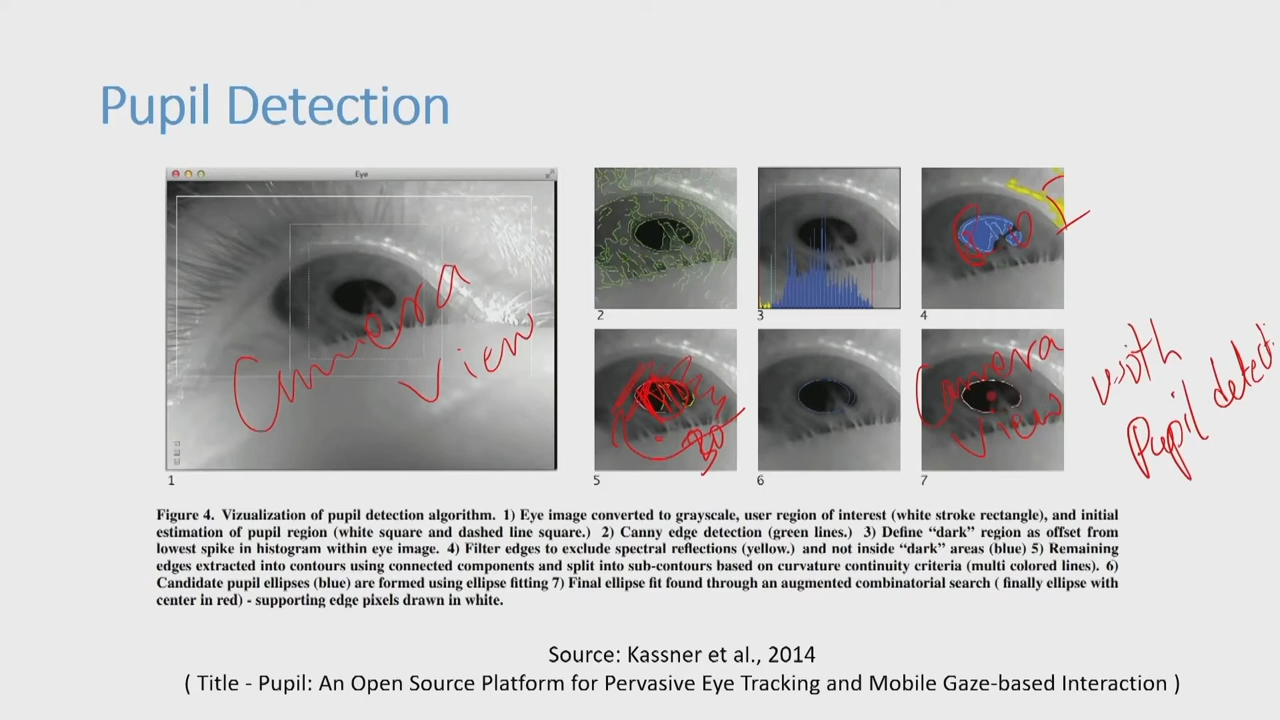 Pupil Detection
Eye
Camera
View
1
2
3
4
5
6
7
Camera
View
with
Pupil detecti
Figure 4. Vizualization of pupil detection algorithm. 1) Eye image converted to grayscale, user region of interest (white stroke rectangle), and initial
estimation of pupil region (white square and dashed line square.) 2) Canny edge detection (green lines.) 3) Define “dark” region as offset from
lowest spike in histogram within eye image. 4) Filter edges to exclude spectral reflections (yellow.) and not inside “dark” areas (blue) 5) Remaining
edges extracted into contours using connected components and split into sub-contours based on curvature continuity criteria (multi colored lines). 6)
Candidate pupil ellipses (blue) are formed using ellipse fitting 7) Final ellipse fit found through an augmented combinatorial search ( finally ellipse with
center in red) - supporting edge pixels drawn in white.
Source: Kassner et al., 2014
( Title - Pupil: An Open Source Platform for Pervasive Eye Tracking and Mobile Gaze-based Interaction )